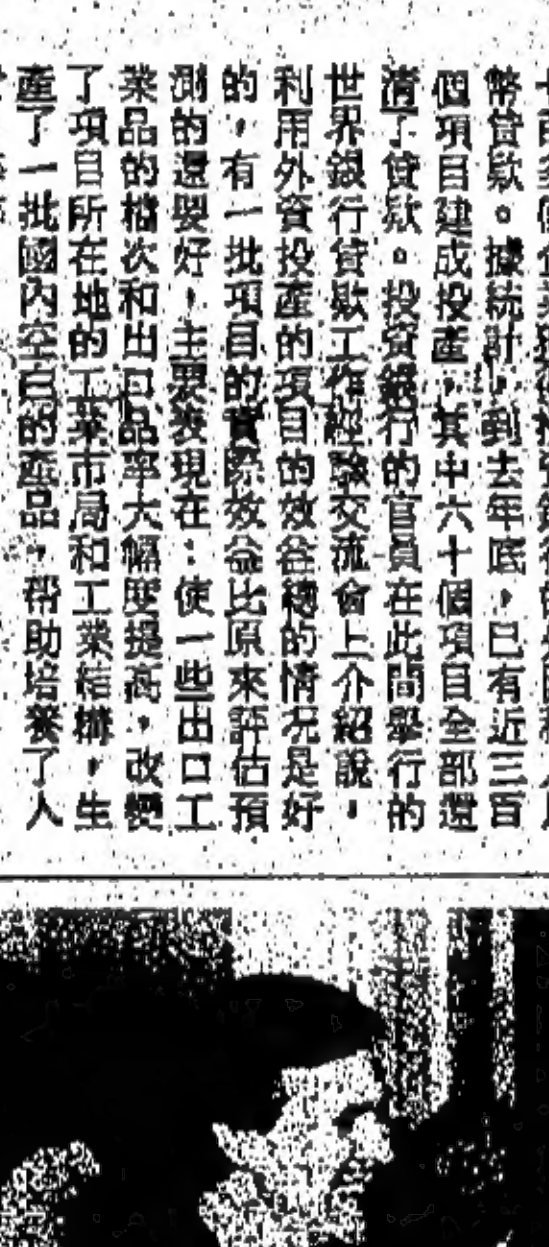 幣貸款。據統計,到去年底,已有近三百
個項目建成投產,其中六十個項目全部還
清了貸款。投資銀行的官員在此間舉行的
世界銀行貸款工作經驗交流會上介紹說,
利用外資投產的項目的效益總的情况是好
的,有一批項目的實際效益比原來評估預
測的還要好,主要表現在:使一些出口工
業品的檔次和出口品率大幅度提高,改變
了項目所在地的工業布局和工業結構,生
產了一批國內空白的產品,帮助培養了人